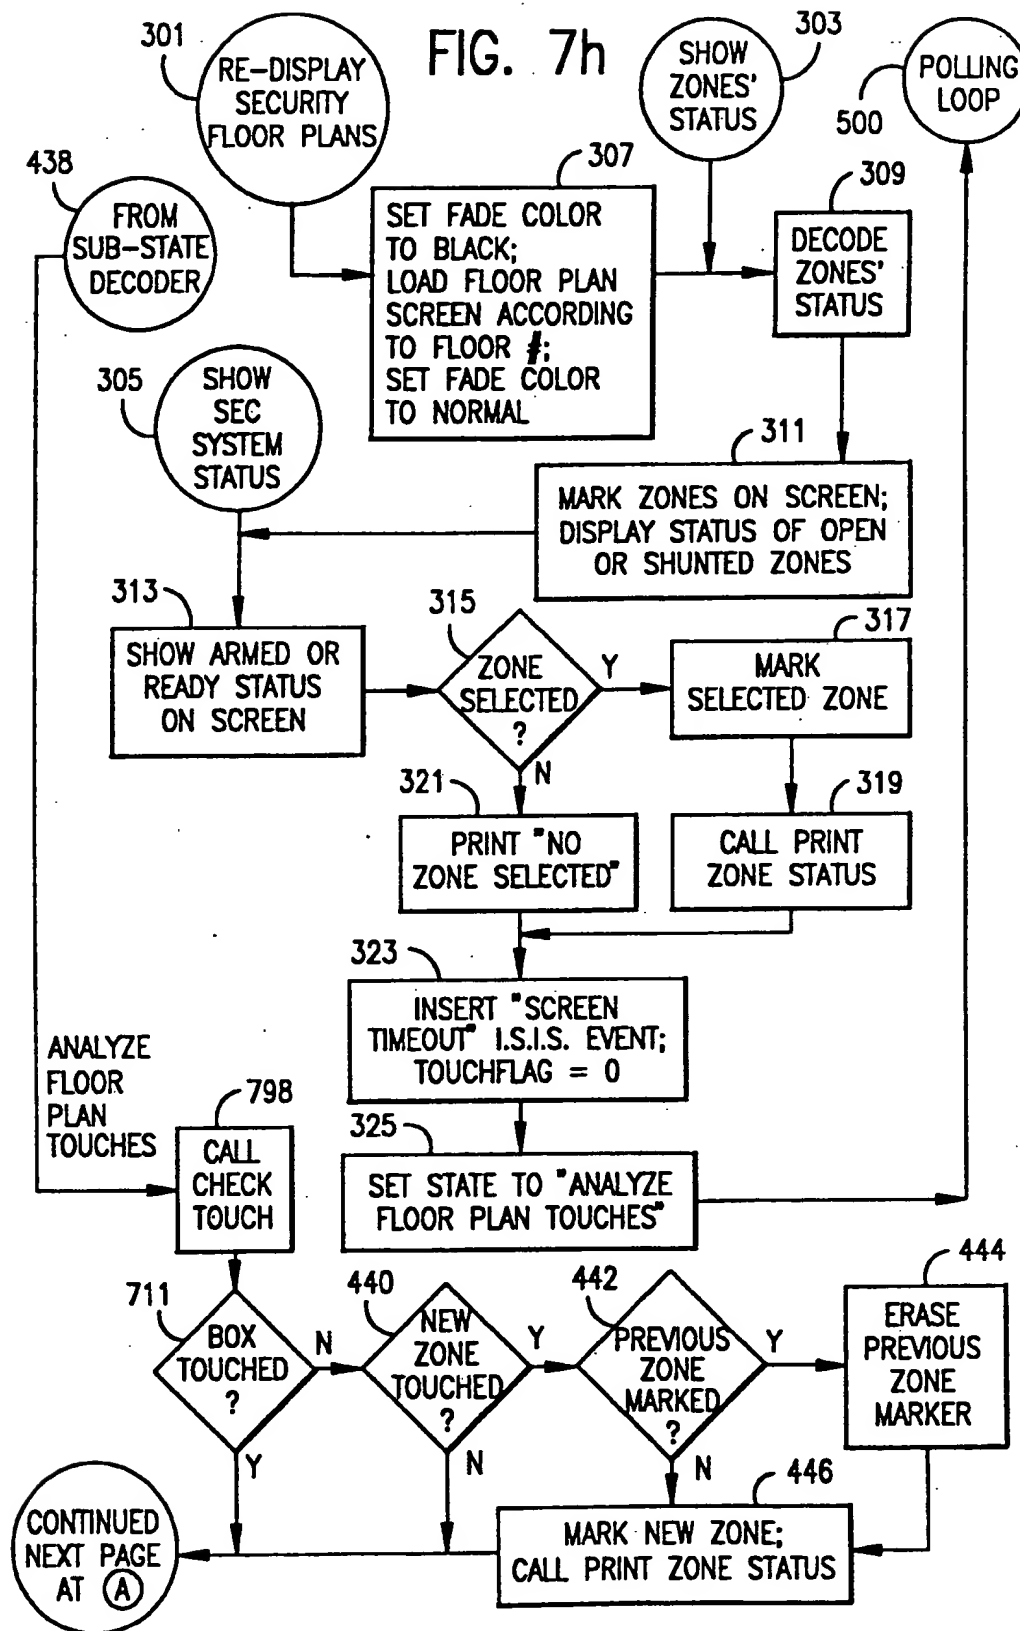 FIG. 7h
301
RE-DISPLAY
SECURITY
FLOOR PLANS
303
SHOW
ZONES'
STATUS
POLLING
LOOP
500
438
FROM
SUB-STATE
DECODER
307
SET FADE COLOR
TO BLACK;
LOAD FLOOR PLAN
SCREEN ACCORDING
TO FLOOR #;
SET FADE COLOR
TO NORMAL
309
DECODE
ZONES'
STATUS
305
SHOW
SEC
SYSTEM
STATUS
311
MARK ZONES ON SCREEN;
DISPLAY STATUS OF OPEN
OR SHUNTED ZONES
313
SHOW ARMED OR
READY STATUS
ON SCREEN
315
ZONE
SELECTED
?
Y
N
317
MARK
SELECTED ZONE
321
PRINT "NO
ZONE SELECTED"
319
CALL PRINT
ZONE STATUS
323
INSERT "SCREEN
TIMEOUT" I.S.I.S. EVENT;
TOUCHFLAG = 0
325
SET STATE TO "ANALYZE
FLOOR PLAN TOUCHES"
ANALYZE
FLOOR
PLAN
TOUCHES
798
CALL
CHECK
TOUCH
711
BOX
TOUCHED
?
N
Y
440
NEW
ZONE
TOUCHED
?
Y
N
442
PREVIOUS
ZONE
MARKED
?
Y
N
444
ERASE
PREVIOUS
ZONE
MARKER
446
MARK NEW ZONE;
CALL PRINT ZONE STATUS
CONTINUED
NEXT PAGE
AT A